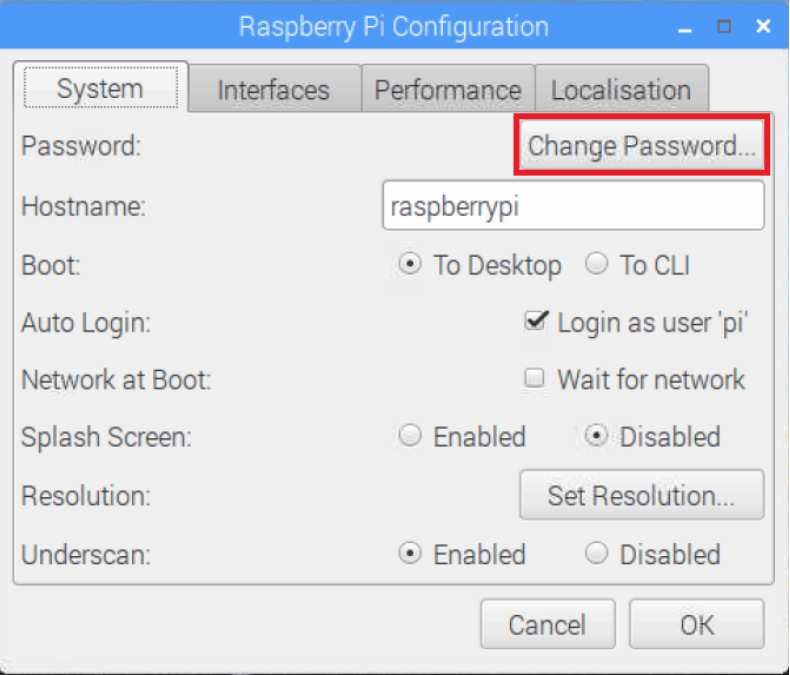 Raspberry Pi Configuration
System Interfaces Performance Localisation
Password: Change Password...
Hostname: raspberrypi
Boot: To Desktop To CLI
Auto Login: Login as user 'pi'
Network at Boot: Wait for network
Splash Screen: Enabled Disabled
Resolution: Set Resolution...
Underscan: Enabled Disabled
Cancel OK